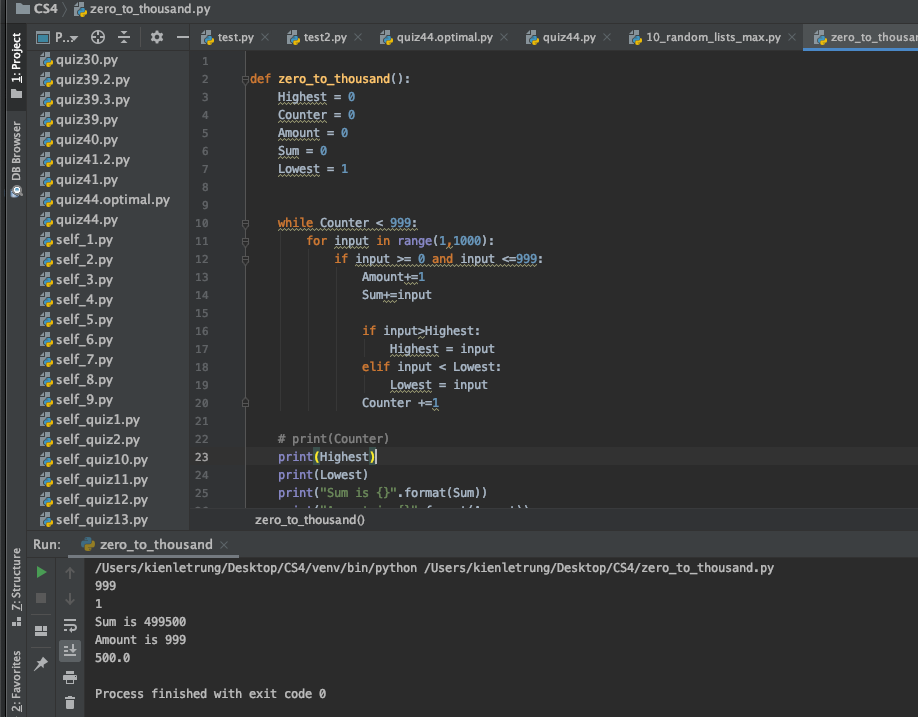 CS4 zero_to_thousand.py
1: Project
P... test.py test2.py quiz44.optimal.py quiz44.py 10_random_lists_max.py zero_to_thousan
DB Browser
quiz30.py
quiz39.2.py
quiz39.3.py
quiz39.py
quiz40.py
quiz41.2.py
quiz41.py
quiz44.optimal.py
quiz44.py
self_1.py
self_2.py
self_3.py
self_4.py
self_5.py
self_6.py
self_7.py
self_8.py
self_9.py
self_quiz1.py
self_quiz2.py
self_quiz10.py
self_quiz11.py
self_quiz12.py
self_quiz13.py
1
2 def zero_to_thousand():
3 Highest = 0
4 Counter = 0
5 Amount = 0
6 Sum = 0
7 Lowest = 1
8
9
10 while Counter < 999:
11 for input in range(1,1000):
12 if input >= 0 and input <=999:
13 Amount+=1
14 Sum+=input
15
16 if input>Highest:
17 Highest = input
18 elif input < Lowest:
19 Lowest = input
20 Counter +=1
21
22 # print(Counter)
23 print(Highest)
24 print(Lowest)
25 print("Sum is {}".format(Sum))
zero_to_thousand()
Run: zero_to_thousand
Z: Structure
2: Favorites
/Users/kienletrung/Desktop/CS4/venv/bin/python /Users/kienletrung/Desktop/CS4/zero_to_thousand.py
999
1
Sum is 499500
Amount is 999
500.0
Process finished with exit code 0